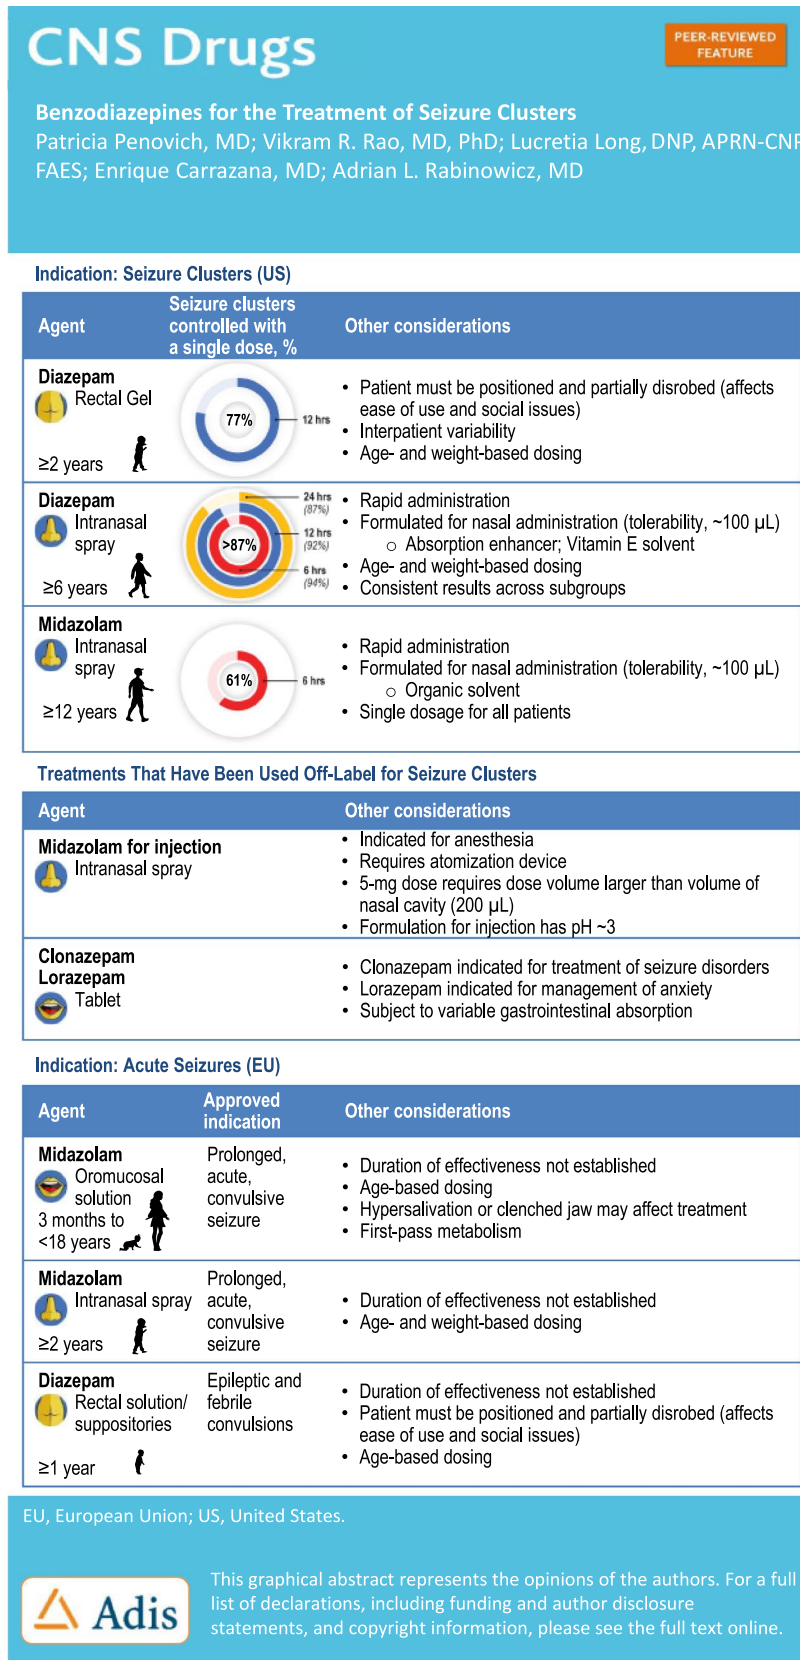 CNS Drugs
PEER-REVIEWED
FEATURE
Benzodiazepines for the Treatment of Seizure Clusters
Patricia Penovich, MD; Vikram R. Rao, MD, PhD; Lucretia Long, DNP, APRN-CNP
FAES; Enrique Carrazana, MD; Adrian L. Rabinowicz, MD
Indication: Seizure Clusters (US)
Agent
Seizure clusters
controlled with
a single dose, %
Other considerations
Diazepam
Rectal Gel
≥2 years
77%
12 hrs
• Patient must be positioned and partially disrobed (affects
ease of use and social issues)
• Interpatient variability
• Age- and weight-based dosing
Diazepam
Intranasal
spray
≥6 years
>87%
24 hrs
(87%)
12 hrs
(92%)
6 hrs
(94%)
• Rapid administration
• Formulated for nasal administration (tolerability, ~100 µL)
o Absorption enhancer; Vitamin E solvent
• Age- and weight-based dosing
• Consistent results across subgroups
Midazolam
Intranasal
spray
≥12 years
61%
6 hrs
• Rapid administration
• Formulated for nasal administration (tolerability, ~100 µL)
o Organic solvent
• Single dosage for all patients
Treatments That Have Been Used Off-Label for Seizure Clusters
Agent
Other considerations
Midazolam for injection
Intranasal spray
• Indicated for anesthesia
• Requires atomization device
• 5-mg dose requires dose volume larger than volume of
nasal cavity (200 µL)
• Formulation for injection has pH ~3
Clonazepam
Lorazepam
Tablet
• Clonazepam indicated for treatment of seizure disorders
• Lorazepam indicated for management of anxiety
• Subject to variable gastrointestinal absorption
Indication: Acute Seizures (EU)
Agent
Approved
indication
Other considerations
Midazolam
Oromucosal
solution
3 months to
<18 years
Prolonged,
acute,
convulsive
seizure
• Duration of effectiveness not established
• Age-based dosing
• Hypersalivation or clenched jaw may affect treatment
• First-pass metabolism
Midazolam
Intranasal spray
≥2 years
Prolonged,
acute,
convulsive
seizure
• Duration of effectiveness not established
• Age- and weight-based dosing
Diazepam
Rectal solution/
suppositories
≥1 year
Epileptic and
febrile
convulsions
• Duration of effectiveness not established
• Patient must be positioned and partially disrobed (affects
ease of use and social issues)
• Age-based dosing
EU, European Union; US, United States.
Adis
This graphical abstract represents the opinions of the authors. For a full
list of declarations, including funding and author disclosure
statements, and copyright information, please see the full text online.